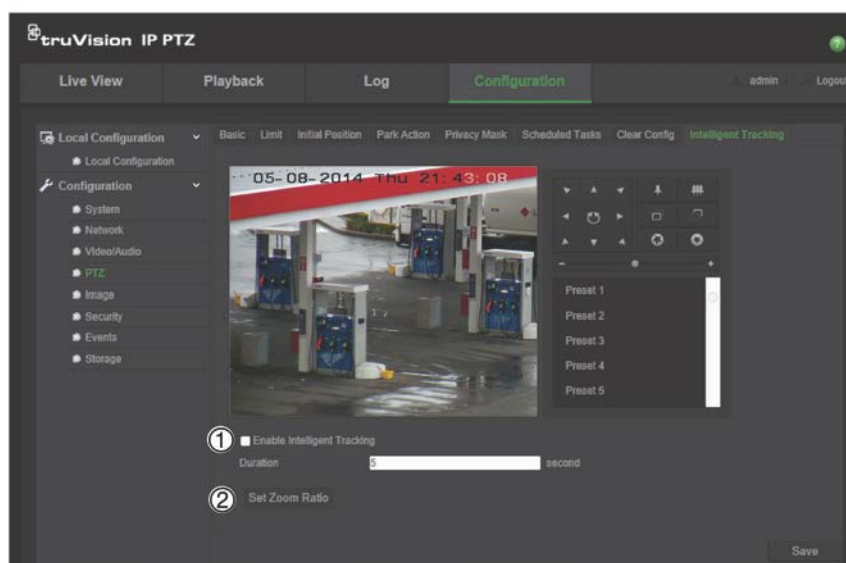 truVision IP PTZ
?
Live View Playback Log Configuration admin Logout
Local Configuration Basic Limit Initial Position Park Action Privacy Mask Scheduled Tasks Clear Config Intelligent Tracking
Local Configuration
Configuration
System
Network
Video/Audio
PTZ
Image
Security
Events
Storage
05-08-2014 Thu 21:43:08
Preset 1
Preset 2
Preset 3
Preset 4
Preset 5
1 Enable Intelligent Tracking
Duration 5 second
2 Set Zoom Ratio
Save